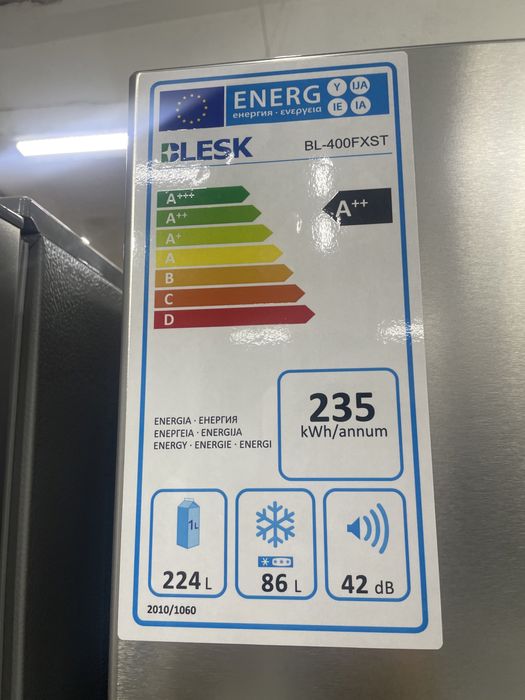 ENERG Y IJA IE IA
енергия · ενεργεια
BLESK BL-400FXST
A+++
A++ A++
A+
A
B
C
D
235
kWh/annum
ENERGIA · ЕНЕРГИЯ
ΕΝΕΡΓΕΙΑ · ENERGIJA
ENERGY · ENERGIE · ENERGI
1L
224 L 86 L 42 dB
2010/1060